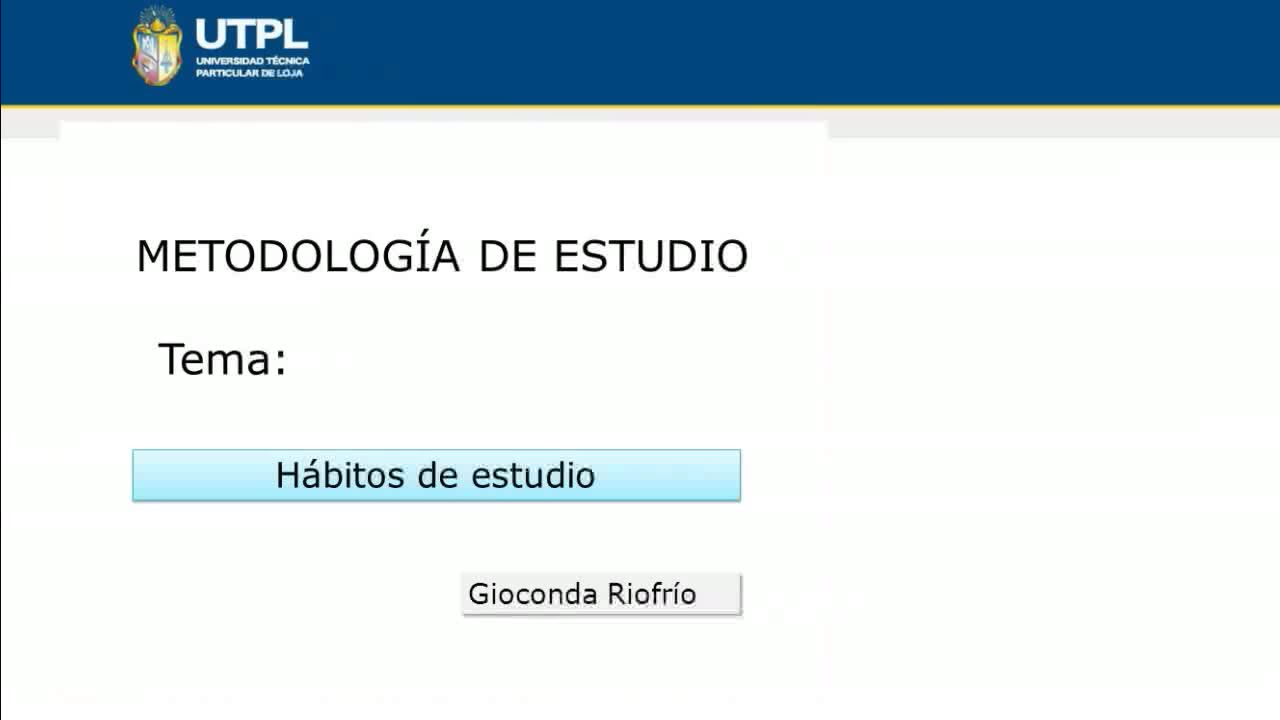 UTPL
UNIVERSIDAD TÉCNICA
PARTICULAR DE LOJA
METODOLOGÍA DE ESTUDIO
Tema:
Hábitos de estudio
Gioconda Riofrío